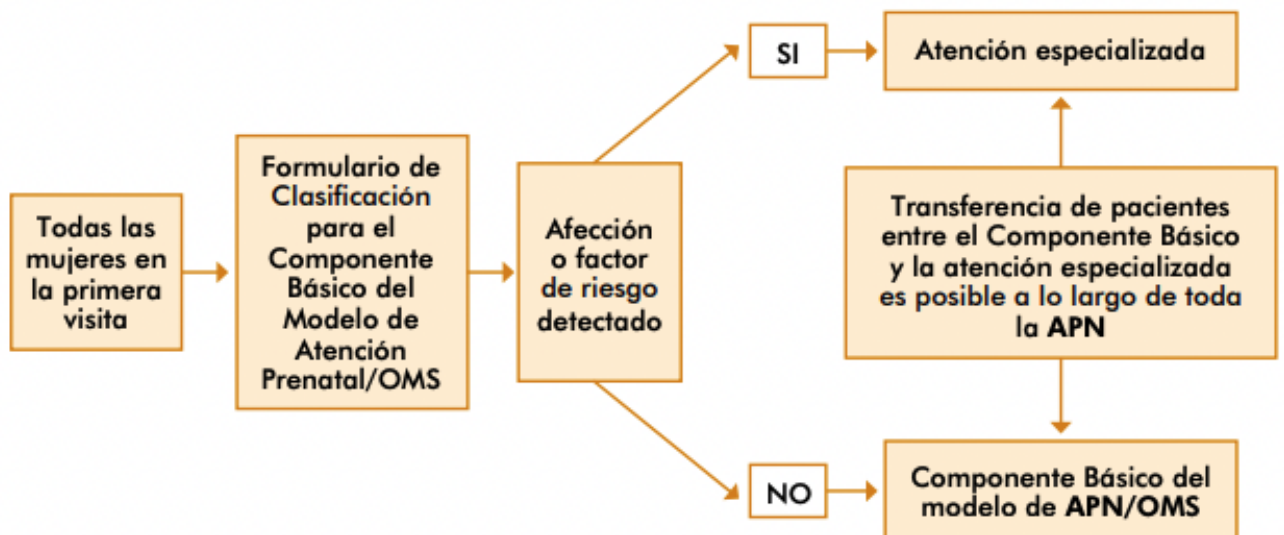 Todas las
mujeres en
la primera
visita
Formulario de
Clasificación
para el
Componente
Básico del
Modelo de
Atención
Prenatal/OMS
Afección
o factor
de riesgo
detectado
SI
Atención especializada
Transferencia de pacientes
entre el Componente Básico
y la atención especializada
es posible a lo largo de toda
la APN
NO
Componente Básico del
modelo de APN/OMS